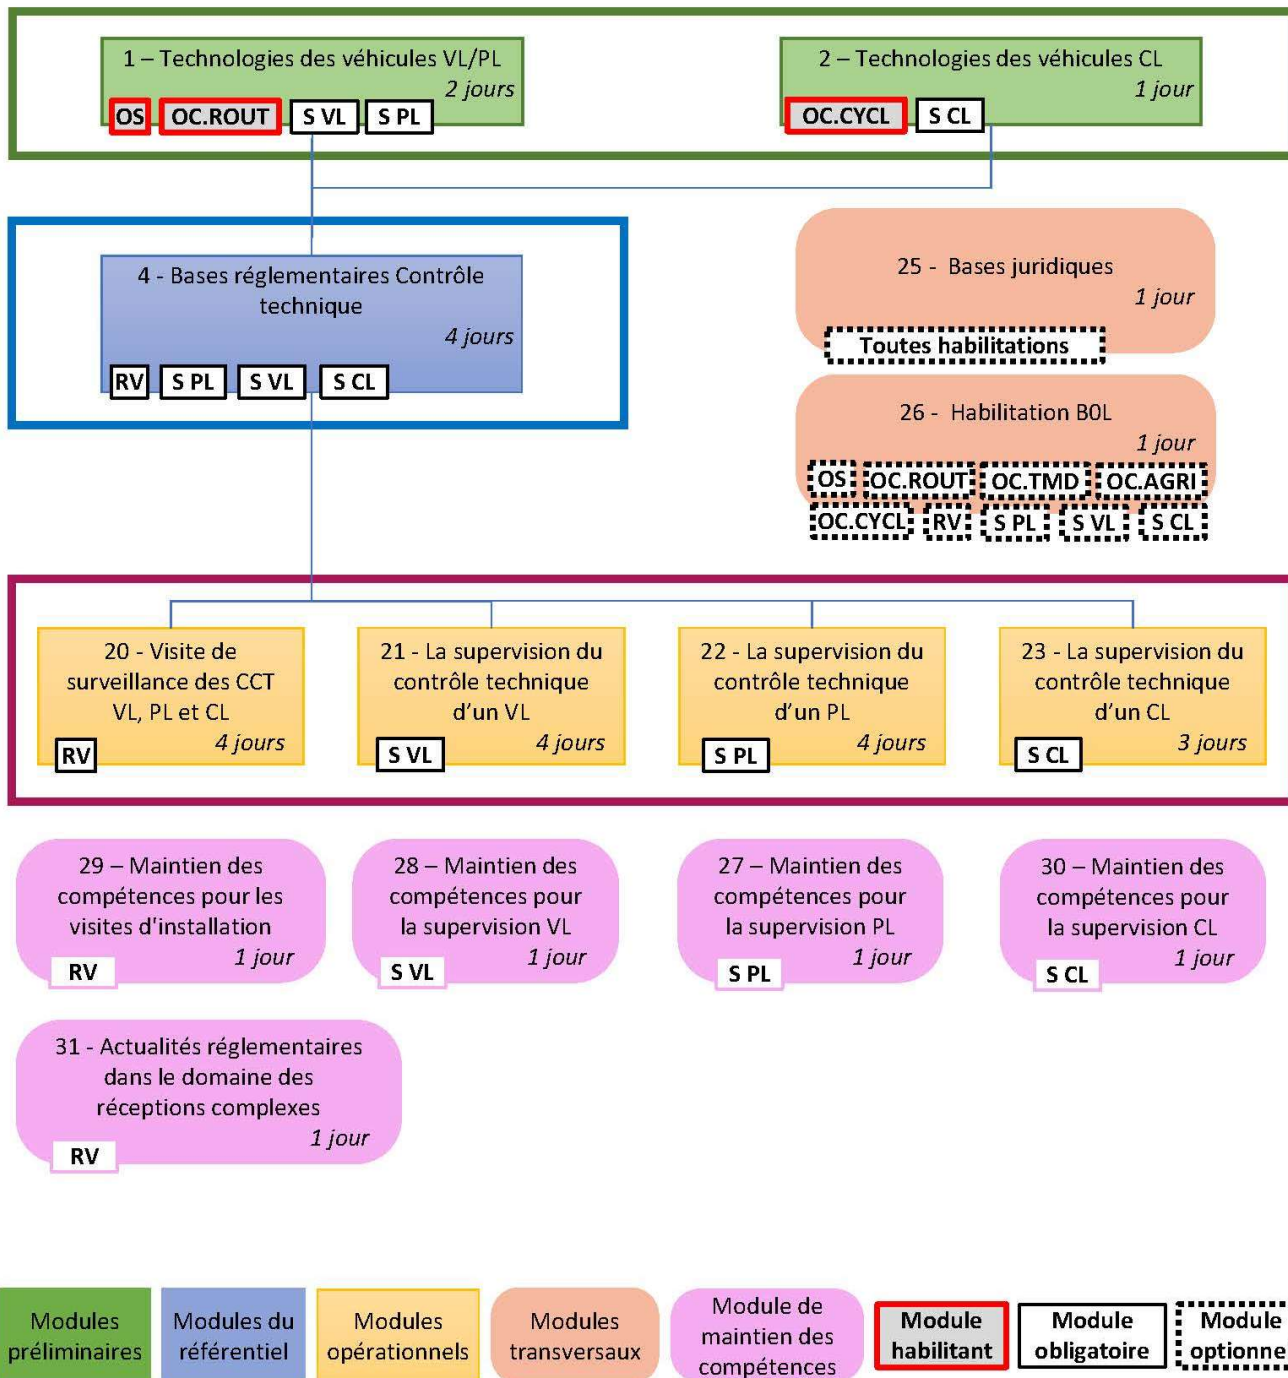 1 – Technologies des véhicules VL/PL
2 jours
OS OC.ROUT S VL S PL
2 – Technologies des véhicules CL
1 jour
OC.CYCL S CL
4 - Bases réglementaires Contrôle
technique
4 jours
RV S PL S VL S CL
25 - Bases juridiques
1 jour
Toutes habilitations
26 - Habilitation B0L
1 jour
OS OC.ROUT OC.TMD OC.AGRI
OC.CYCL RV S PL S VL S CL
20 - Visite de
surveillance des CCT
VL, PL et CL
4 jours
RV
21 - La supervision du
contrôle technique
d'un VL
4 jours
S VL
22 - La supervision du
contrôle technique
d'un PL
4 jours
S PL
23 - La supervision du
contrôle technique
d'un CL
3 jours
S CL
29 – Maintien des
compétences pour les
visites d'installation
1 jour
RV
28 – Maintien des
compétences pour
la supervision VL
1 jour
S VL
27 – Maintien des
compétences pour
la supervision PL
1 jour
S PL
30 – Maintien des
compétences pour
la supervision CL
1 jour
S CL
31 - Actualités réglementaires
dans le domaine des
réceptions complexes
1 jour
RV
Modules
préliminaires
Modules du
référentiel
Modules
opérationnels
Modules
transversaux
Module de
maintien des
compétences
Module
habilitant
Module
obligatoire
Module
optionne